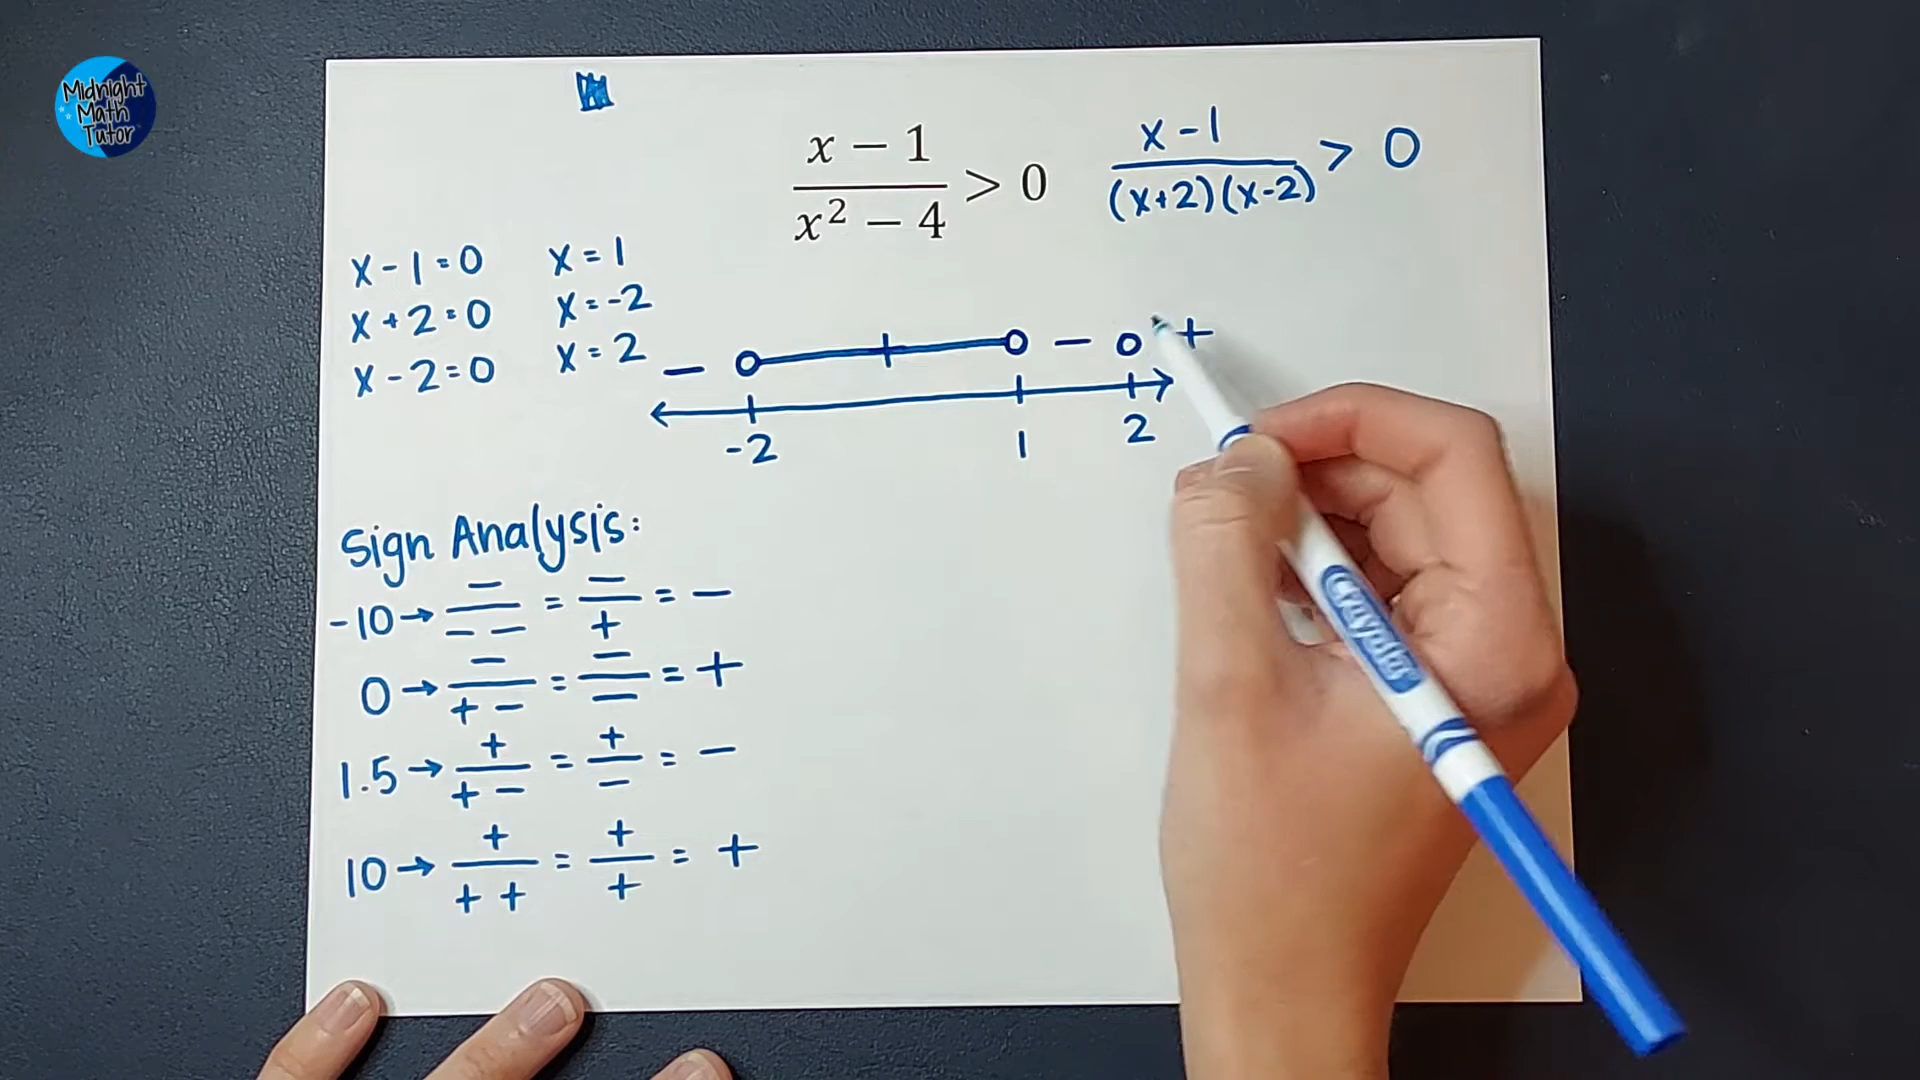 Midnight
Math
Tutor
x − 1
x² − 4
> 0
x - 1
(x+2)(x-2)
> 0
x - 1 = 0 x = 1
x + 2 = 0 x = -2
x - 2 = 0 x = 2
− + − +
-2 1 2
Sign Analysis:
-10 → −/− − = −/+ = −
0 → −/+ − = −/− = +
1.5 → +/+ − = +/− = −
10 → +/+ + = +/+ = +
Crayola